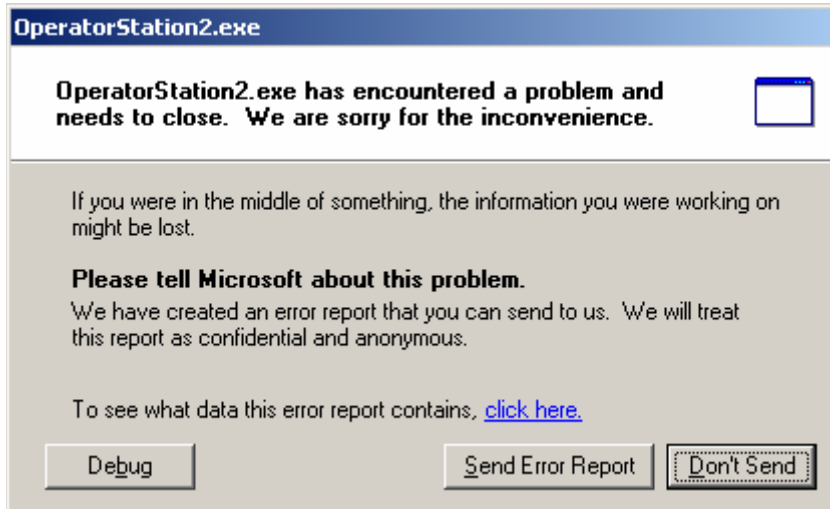 OperatorStation2.exe
OperatorStation2.exe has encountered a problem and
needs to close.  We are sorry for the inconvenience.
If you were in the middle of something, the information you were working on
might be lost.
Please tell Microsoft about this problem.
We have created an error report that you can send to us.  We will treat
this report as confidential and anonymous.
To see what data this error report contains, click here.
Debug
Send Error Report
Don't Send